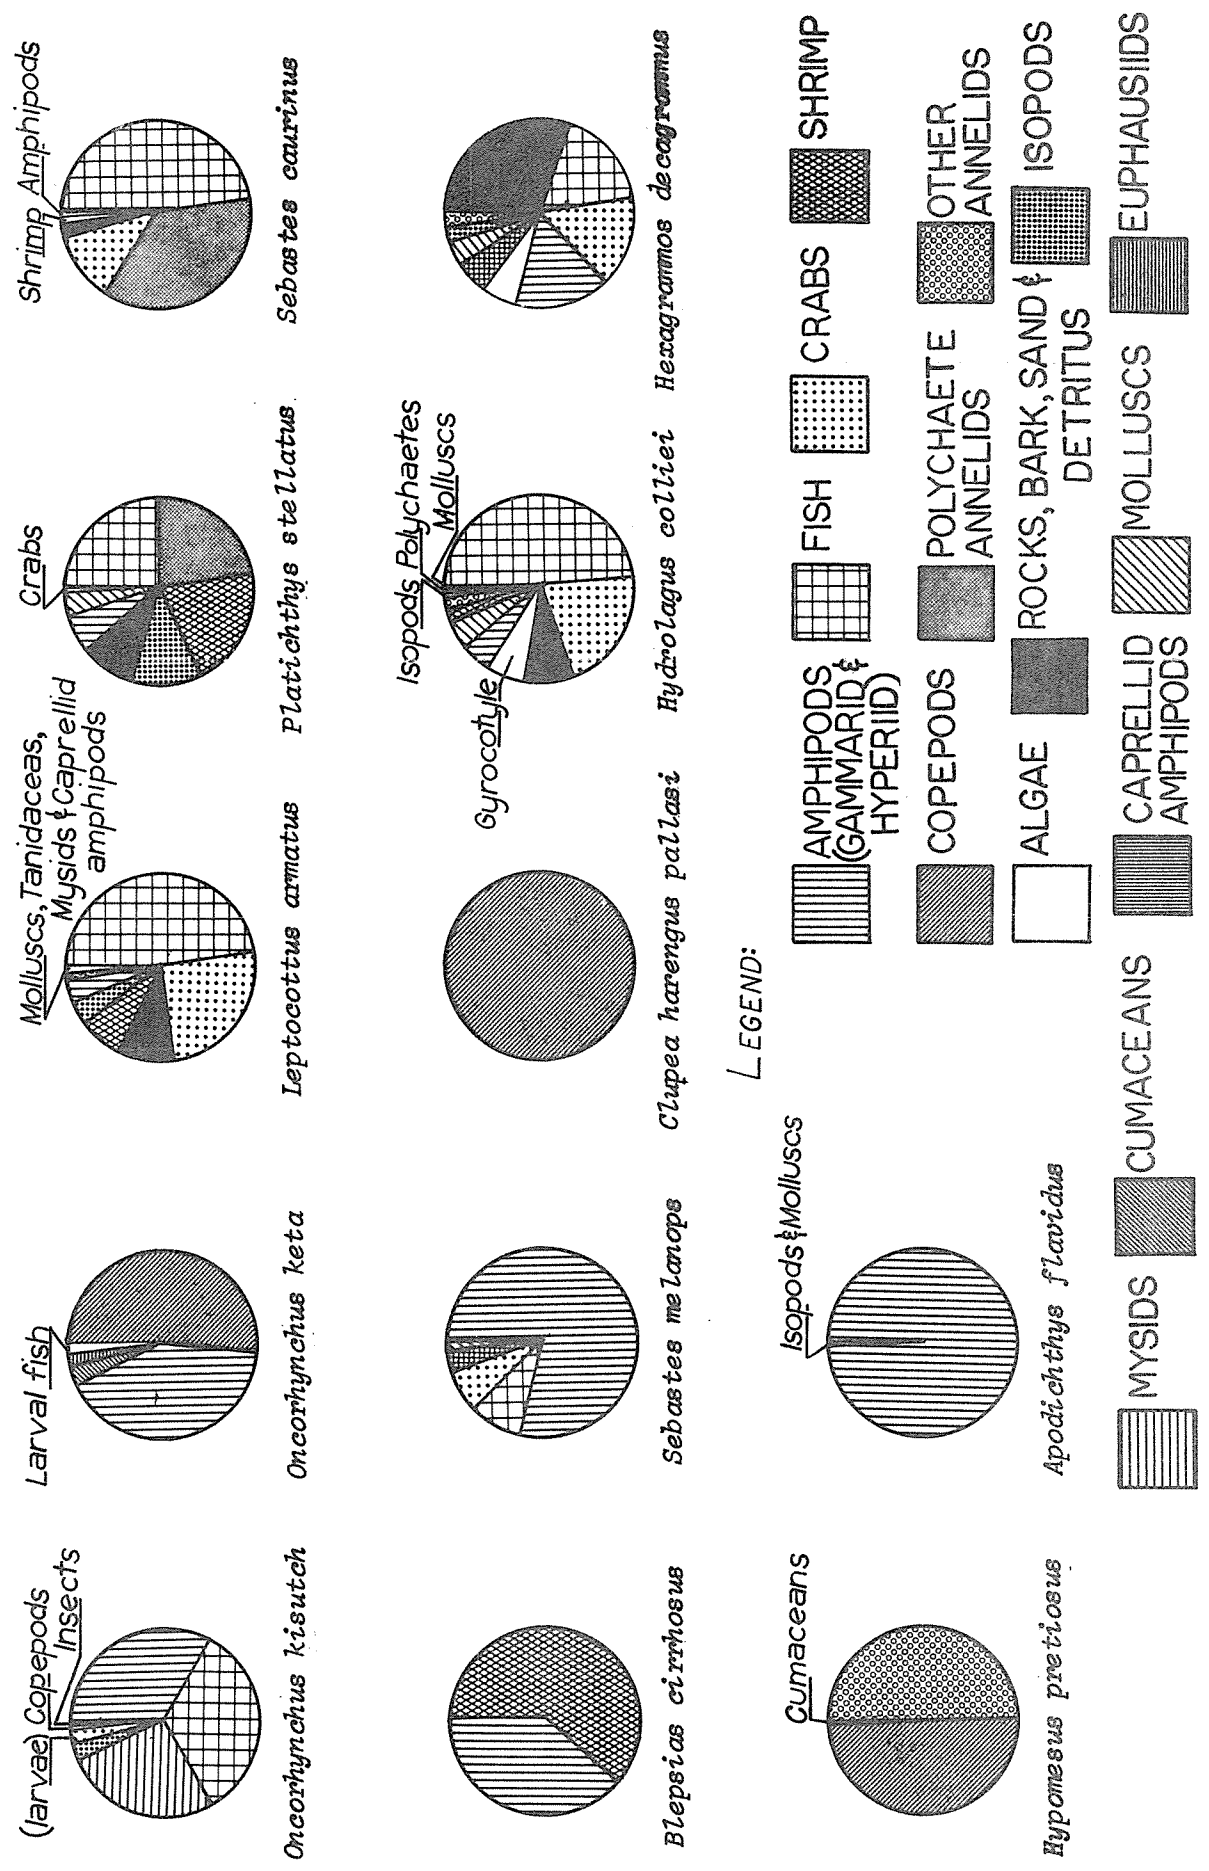 (larvae) Copepods
Insects
Oncorhynchus kisutch
Larval fish
Oncorhynchus keta
Molluscs, Tanidaceas,
Mysids & Caprellid
amphipods
Leptocottus armatus
Crabs
Platichthys stellatus
Shrimp Amphipods
Sebastes caurinus
Blepsias cirrhosus
Sebastes melanops
Clupea harengus pallasi
Gyrocotyle
Isopods Polychaetes
Molluscs
Hydrolagus colliei
Hexagrammos decagrammus
Cumaceans
Hypomesus pretiosus
Isopods & Molluscs
Apodichthys flavidus
LEGEND:
AMPHIPODS
(GAMMARID &
HYPERIID)
FISH
CRABS
SHRIMP
COPEPODS
POLYCHAETE
ANNELIDS
OTHER
ANNELIDS
ALGAE
ROCKS, BARK, SAND &
DETRITUS
ISOPODS
MYSIDS
CUMACEANS
CAPRELLID
AMPHIPODS
MOLLUSCS
EUPHAUSIIDS